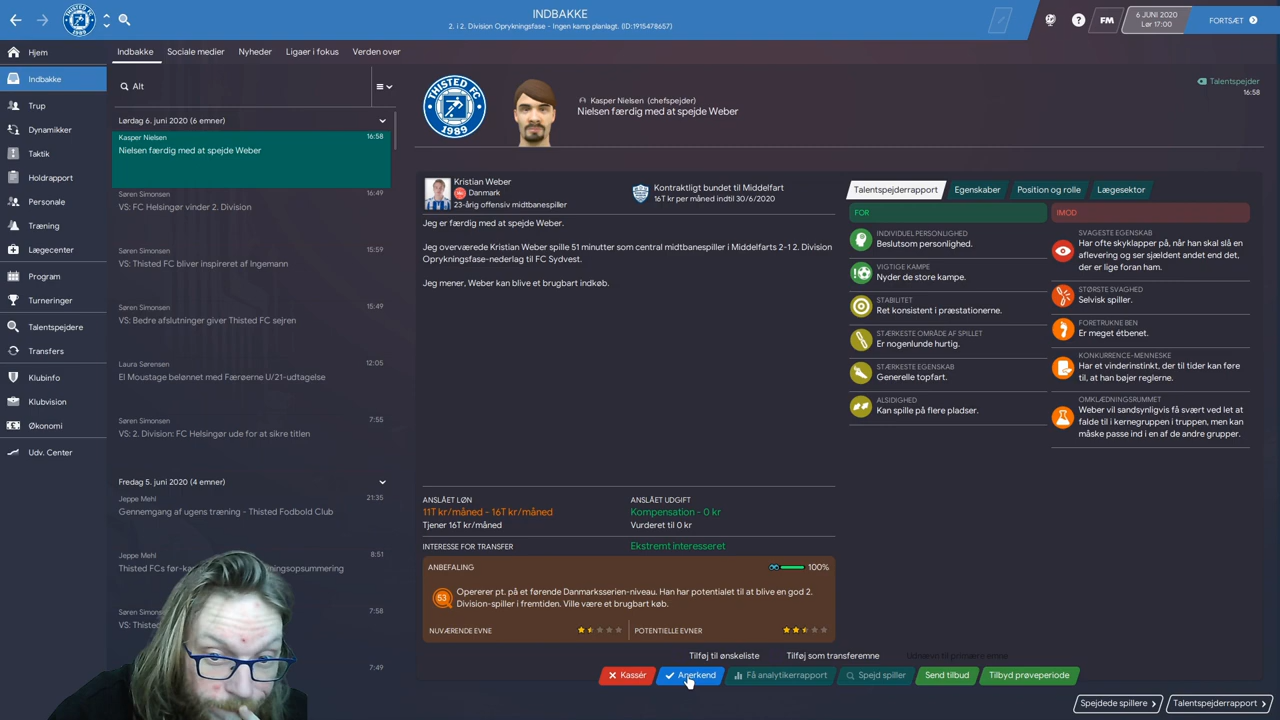 INDBAKKE
2. i 2. Division Oprykningsfase - Ingen kamp planlagt. (ID:1915478657)
FM
6 JUNI 2020
Lør 17:00
FORTSÆT
Hjem
Indbakke
Trup
Dynamikker
Taktik
Holdrapport
Personale
Træning
Lægecenter
Program
Turneringer
Talentspejdere
Transfers
Klubinfo
Klubvision
Økonomi
Udv. Center
Indbakke
Sociale medier
Nyheder
Ligaer i fokus
Verden over
Alt
Lørdag 6. juni 2020 (6 emner)
Kasper Nielsen
16:58
Nielsen færdig med at spejde Weber
Søren Simonsen
16:49
VS: FC Helsingør vinder 2. Division
Søren Simonsen
15:59
VS: Thisted FC bliver inspireret af Ingemann
Søren Simonsen
15:49
VS: Bedre afslutninger giver Thisted FC sejren
Laura Sørensen
12:05
El Moustage belønnet med Færøerne U/21-udtagelse
Søren Simonsen
7:55
VS: 2. Division: FC Helsingør ude for at sikre titlen
Fredag 5. juni 2020 (4 emner)
Jeppe Mehl
21:35
Gennemgang af ugens træning - Thisted Fodbold Club
Jeppe Mehl
8:51
Thisted FCs før-ka
ningsopsummering
Søren Simons
7:58
VS: Thiste
7:49
THISTED FC
1989
Kasper Nielsen (chefspejder)
Nielsen færdig med at spejde Weber
Talentspejder
16:58
Kristian Weber
Danmark
23-årig offensiv midtbanespiller
Kontraktligt bundet til Middelfart
16T kr per måned indtil 30/6/2020
Jeg er færdig med at spejde Weber.
Jeg overværede Kristian Weber spille 51 minutter som central midtbanespiller i Middelfarts 2-1 2. Division
Oprykningsfase-nederlag til FC Sydvest.
Jeg mener, Weber kan blive et brugbart indkøb.
ANSLÅET LØN
11T kr/måned - 16T kr/måned
Tjener 16T kr/måned
ANSLÅET UDGIFT
Kompensation - 0 kr
Vurderet til 0 kr
INTERESSE FOR TRANSFER
Ekstremt interesseret
ANBEFALING
100%
53
Opererer pt. på et førende Danmarksserien-niveau. Han har potentialet til at blive en god 2.
Division-spiller i fremtiden. Ville være et brugbart køb.
NUVÆRENDE EVNE
POTENTIELLE EVNER
Talentspejderrapport
Egenskaber
Position og rolle
Lægesektor
FOR
INDIVIDUEL PERSONLIGHED
Beslutsom personlighed.
VIGTIGE KAMPE
Nyder de store kampe.
STABILITET
Ret konsistent i præstationerne.
STÆRKESTE OMRÅDE AF SPILLET
Er nogenlunde hurtig.
STÆRKESTE EGENSKAB
Generelle topfart.
ALSIDIGHED
Kan spille på flere pladser.
IMOD
SVAGESTE EGENSKAB
Har ofte skyklapper på, når han skal slå en
aflevering og ser sjældent andet end det,
der er lige foran ham.
STØRSTE SVAGHED
Selvisk spiller.
FORETRUKNE BEN
Er meget étbenet.
KONKURRENCE-MENNESKE
Har et vinderinstinkt, der til tider kan føre
til, at han bøjer reglerne.
OMKLÆDNINGSRUMMET
Weber vil sandsynligvis få svært ved let at
falde til i kernegruppen i truppen, men kan
måske passe ind i en af de andre grupper.
Tilføj til ønskeliste
Tilføj som transferemne
Udnævn til primære emne
Kassér
Anerkend
Få analytikerrapport
Spejd spiller
Send tilbud
Tilbyd prøveperiode
Spejdede spillere
Talentspejderrapport